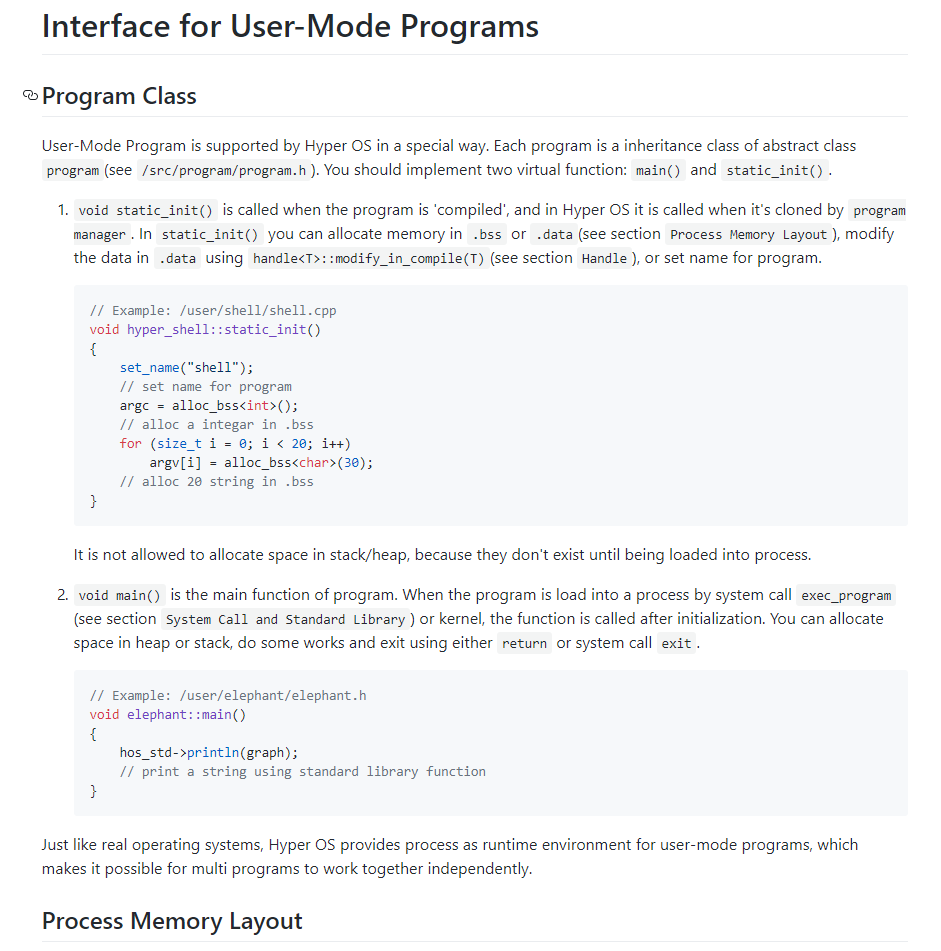 Interface for User-Mode Programs
Program Class
User-Mode Program is supported by Hyper OS in a special way. Each program is a inheritance class of abstract class
program (see /src/program/program.h ). You should implement two virtual function: main() and static_init() .
1. void static_init() is called when the program is 'compiled', and in Hyper OS it is called when it's cloned by program
manager . In static_init() you can allocate memory in .bss or .data (see section Process Memory Layout ), modify
the data in .data using handle<T>::modify_in_compile(T) (see section Handle ), or set name for program.
// Example: /user/shell/shell.cpp
void hyper_shell::static_init()
{
    set_name("shell");
    // set name for program
    argc = alloc_bss<int>();
    // alloc a integar in .bss
    for (size_t i = 0; i < 20; i++)
        argv[i] = alloc_bss<char>(30);
    // alloc 20 string in .bss
}
It is not allowed to allocate space in stack/heap, because they don't exist until being loaded into process.
2. void main() is the main function of program. When the program is load into a process by system call exec_program
(see section System Call and Standard Library ) or kernel, the function is called after initialization. You can allocate
space in heap or stack, do some works and exit using either return or system call exit .
// Example: /user/elephant/elephant.h
void elephant::main()
{
    hos_std->println(graph);
    // print a string using standard library function
}
Just like real operating systems, Hyper OS provides process as runtime environment for user-mode programs, which
makes it possible for multi programs to work together independently.
Process Memory Layout